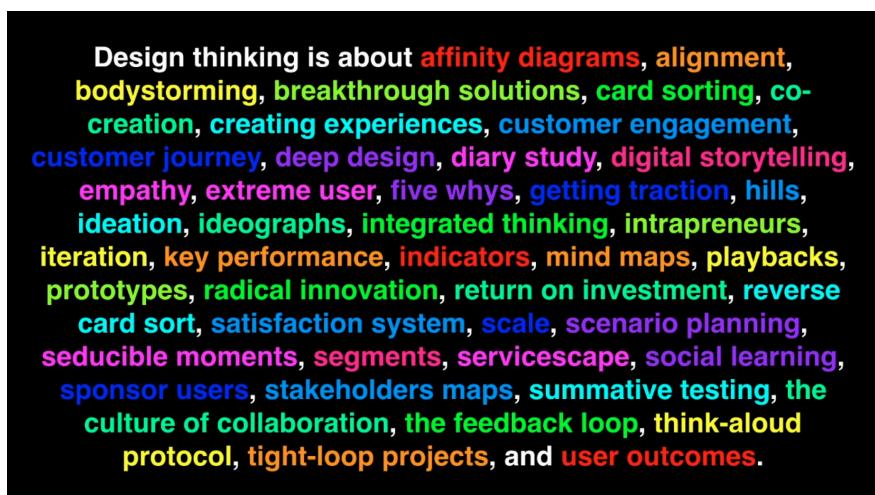 Design thinking is about affinity diagrams, alignment,
bodystorming, breakthrough solutions, card sorting, co-
creation, creating experiences, customer engagement,
customer journey, deep design, diary study, digital storytelling,
empathy, extreme user, five whys, getting traction, hills,
ideation, ideographs, integrated thinking, intrapreneurs,
iteration, key performance, indicators, mind maps, playbacks,
prototypes, radical innovation, return on investment, reverse
card sort, satisfaction system, scale, scenario planning,
seducible moments, segments, servicescape, social learning,
sponsor users, stakeholders maps, summative testing, the
culture of collaboration, the feedback loop, think-aloud
protocol, tight-loop projects, and user outcomes.